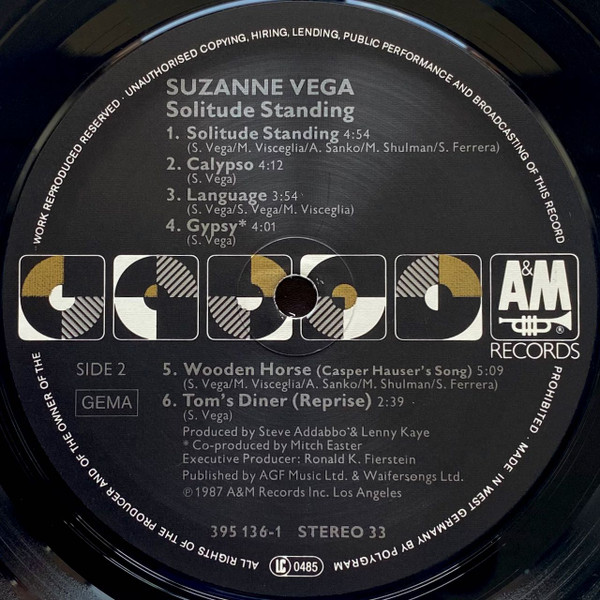 WORK REPRODUCED RESERVED · UNAUTHORISED COPYING, HIRING, LENDING, PUBLIC PERFORMANCE AND BROADCASTING OF THIS RECORD
SUZANNE VEGA
Solitude Standing
1. Solitude Standing 4:54
(S. Vega/M. Visceglia/A. Sanko/M. Shulman/S. Ferrera)
2. Calypso 4:12
(S. Vega)
3. Language 3:54
(S. Vega/S. Vega/M. Visceglia)
4. Gypsy* 4:01
(S. Vega)
A&M
®
RECORDS
SIDE 2
GEMA
5. Wooden Horse (Casper Hauser's Song) 5:09
(S. Vega/M. Visceglia/A. Sanko/M. Shulman/S. Ferrera)
6. Tom's Diner (Reprise) 2:39
(S. Vega)
Produced by Steve Addabbo & Lenny Kaye
* Co-produced by Mitch Easter
Executive Producer: Ronald K. Fierstein
Published by AGF Music Ltd. & Waifersongs Ltd.
℗ 1987 A&M Records Inc. Los Angeles
395 136-1 STEREO 33
LC 0485
PROHIBITED · MADE IN WEST GERMANY BY POLYGRAM
ALL RIGHTS OF THE PRODUCER AND OF THE OWNER OF THE